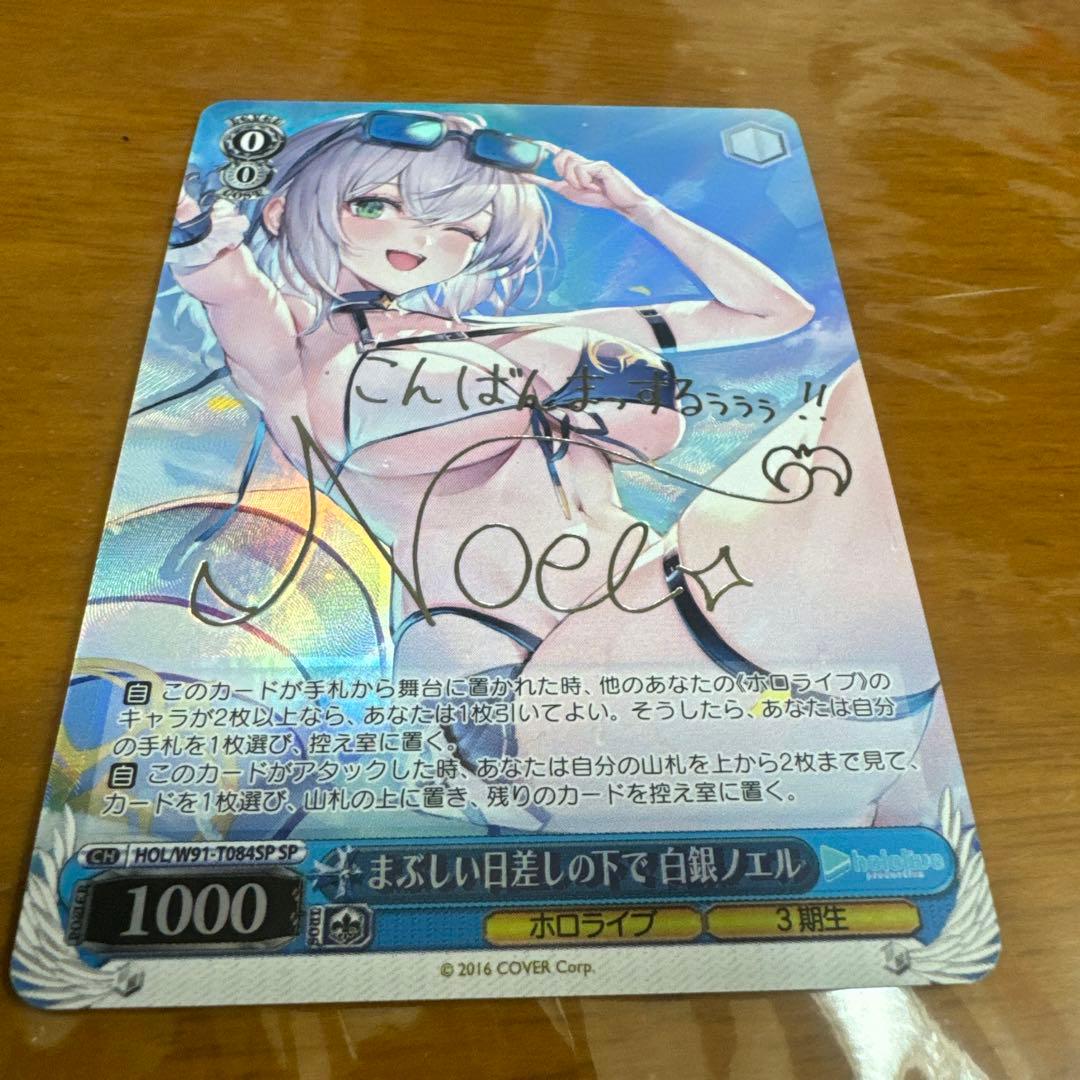 LEVEL
0
0
COST
こんばんまっするぅぅぅ!!
Noel
自 このカードが手札から舞台に置かれた時、他のあなたの《ホロライブ》の
キャラが2枚以上なら、あなたは1枚引いてよい。そうしたら、あなたは自分
の手札を1枚選び、控え室に置く。
自 このカードがアタックした時、あなたは自分の山札を上から2枚まで見て、
カードを1枚選び、山札の上に置き、残りのカードを控え室に置く。
CH HOL/W91-T084SP SP
まぶしい日差しの下で 白銀ノエル
hololive
production
POWER
1000
SOUL
ホロライブ
3期生
© 2016 COVER Corp.